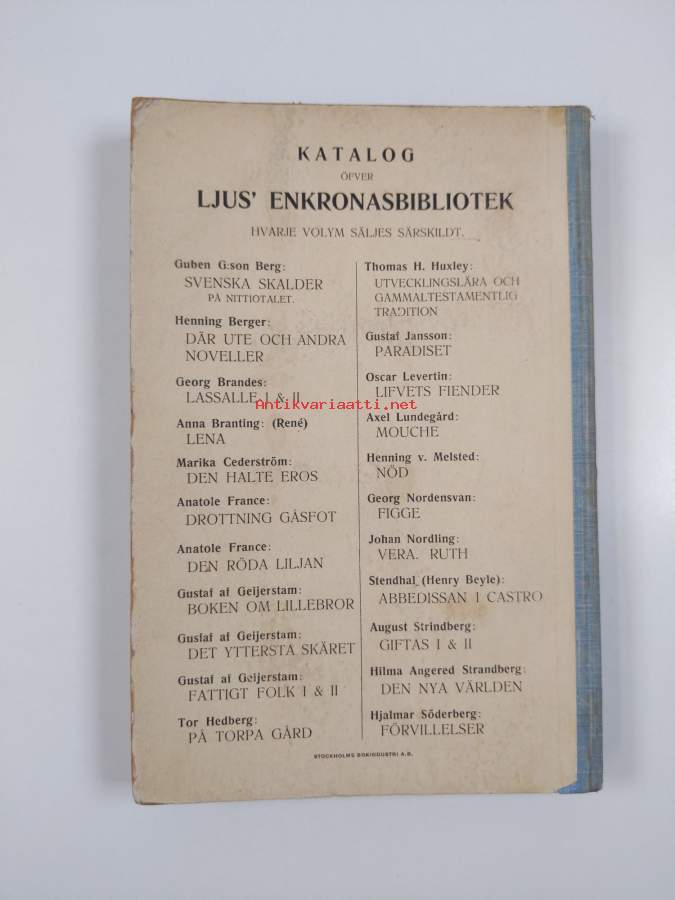 KATALOG
ÖFVER
LJUS' ENKRONASBIBLIOTEK
HVARJE VOLYM SÄLJES SÄRSKILDT.
Guben G:son Berg:
SVENSKA SKALDER
PÅ NITTIOTALET.
Henning Berger:
DÄR UTE OCH ANDRA
NOVELLER
Georg Brandes:
LASSALLE I & II
Anna Branting: (René)
LENA
Marika Cederström:
DEN HALTE EROS
Anatole France:
DROTTNING GÅSFOT
Anatole France:
DEN RÖDA LILJAN
Gustaf af Geijerstam:
BOKEN OM LILLEBROR
Gustaf af Geijerstam:
DET YTTERSTA SKÄRET
Gustaf af Geijerstam:
FATTIGT FOLK I & II
Tor Hedberg:
PÅ TORPA GÅRD
Thomas H. Huxley:
UTVECKLINGSLÄRA OCH
GAMMALTESTAMENTLIG
TRADITION
Gustaf Jansson:
PARADISET
Oscar Levertin:
LIFVETS FIENDER
Axel Lundegård:
MOUCHE
Henning v. Melsted:
NÖD
Georg Nordensvan:
FIGGE
Johan Nordling:
VERA. RUTH
Stendhal (Henry Beyle):
ABBEDISSAN I CASTRO
August Strindberg:
GIFTAS I & II
Hilma Angered Strandberg:
DEN NYA VÄRLDEN
Hjalmar Söderberg:
FÖRVILLELSER
STOCKHOLMS BOKINDUSTRI A.B.
Antikvariaatti.net